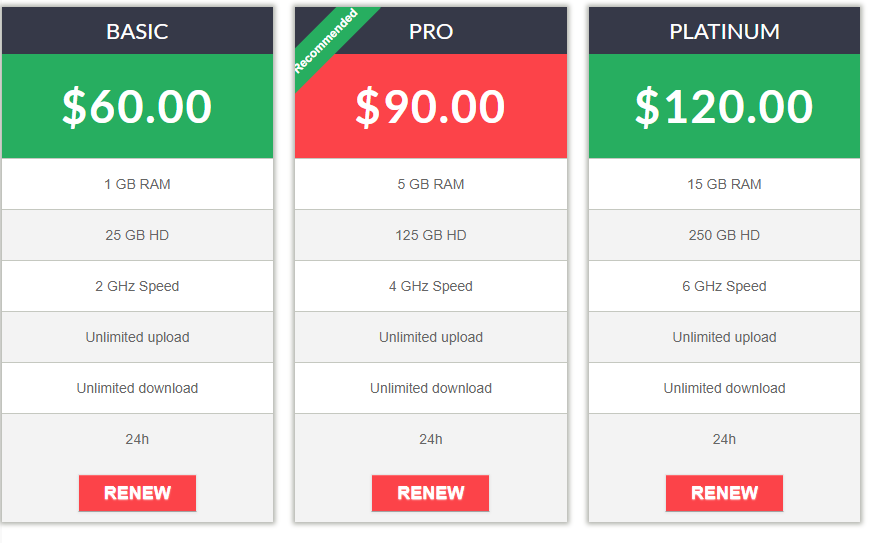 BASIC
$60.00
1 GB RAM
25 GB HD
2 GHz Speed
Unlimited upload
Unlimited download
24h
RENEW
Recommended
PRO
$90.00
5 GB RAM
125 GB HD
4 GHz Speed
Unlimited upload
Unlimited download
24h
RENEW
PLATINUM
$120.00
15 GB RAM
250 GB HD
6 GHz Speed
Unlimited upload
Unlimited download
24h
RENEW